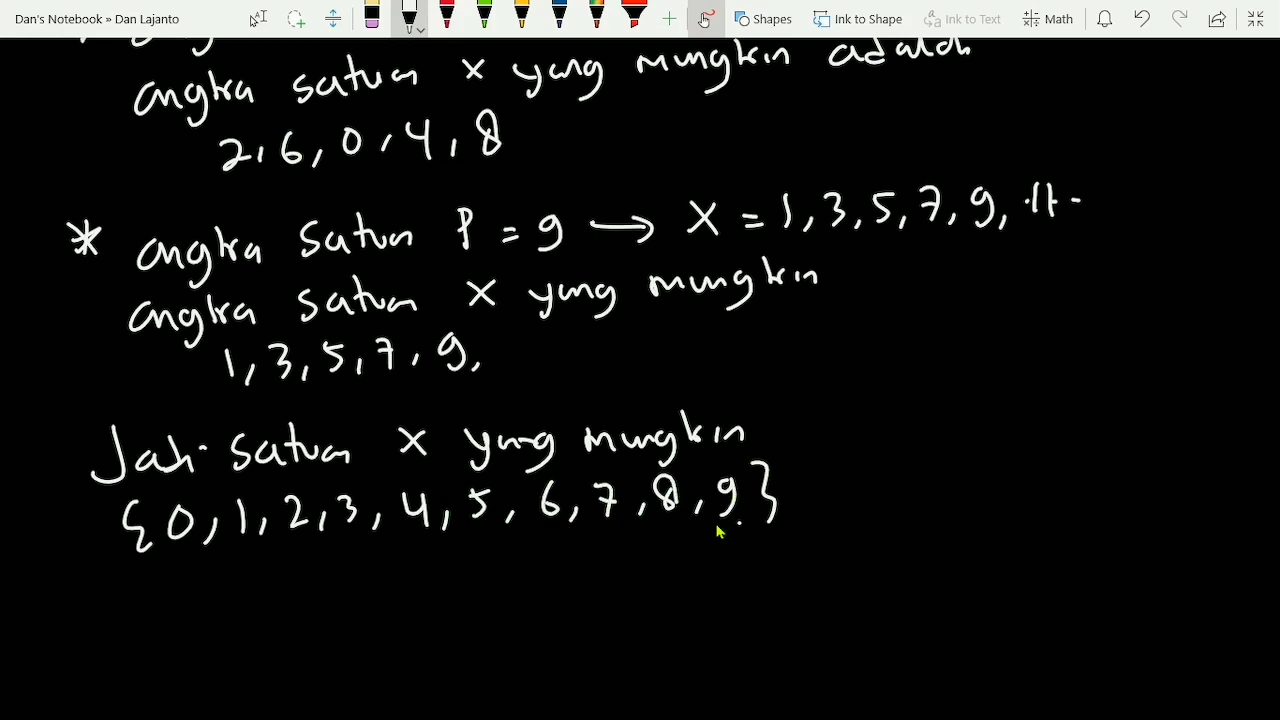 Dan's Notebook » Dan Lajanto
Shapes Ink to Shape Ink to Text Math
angka satuan x yang mungkin adalah
2, 6, 0, 4, 8
* angka satuan P = 9 → X = 1, 3, 5, 7, 9, 11
angka satuan x yang mungkin
1, 3, 5, 7, 9,
Jadi satuan x yang mungkin
{0, 1, 2, 3, 4, 5, 6, 7, 8, 9}